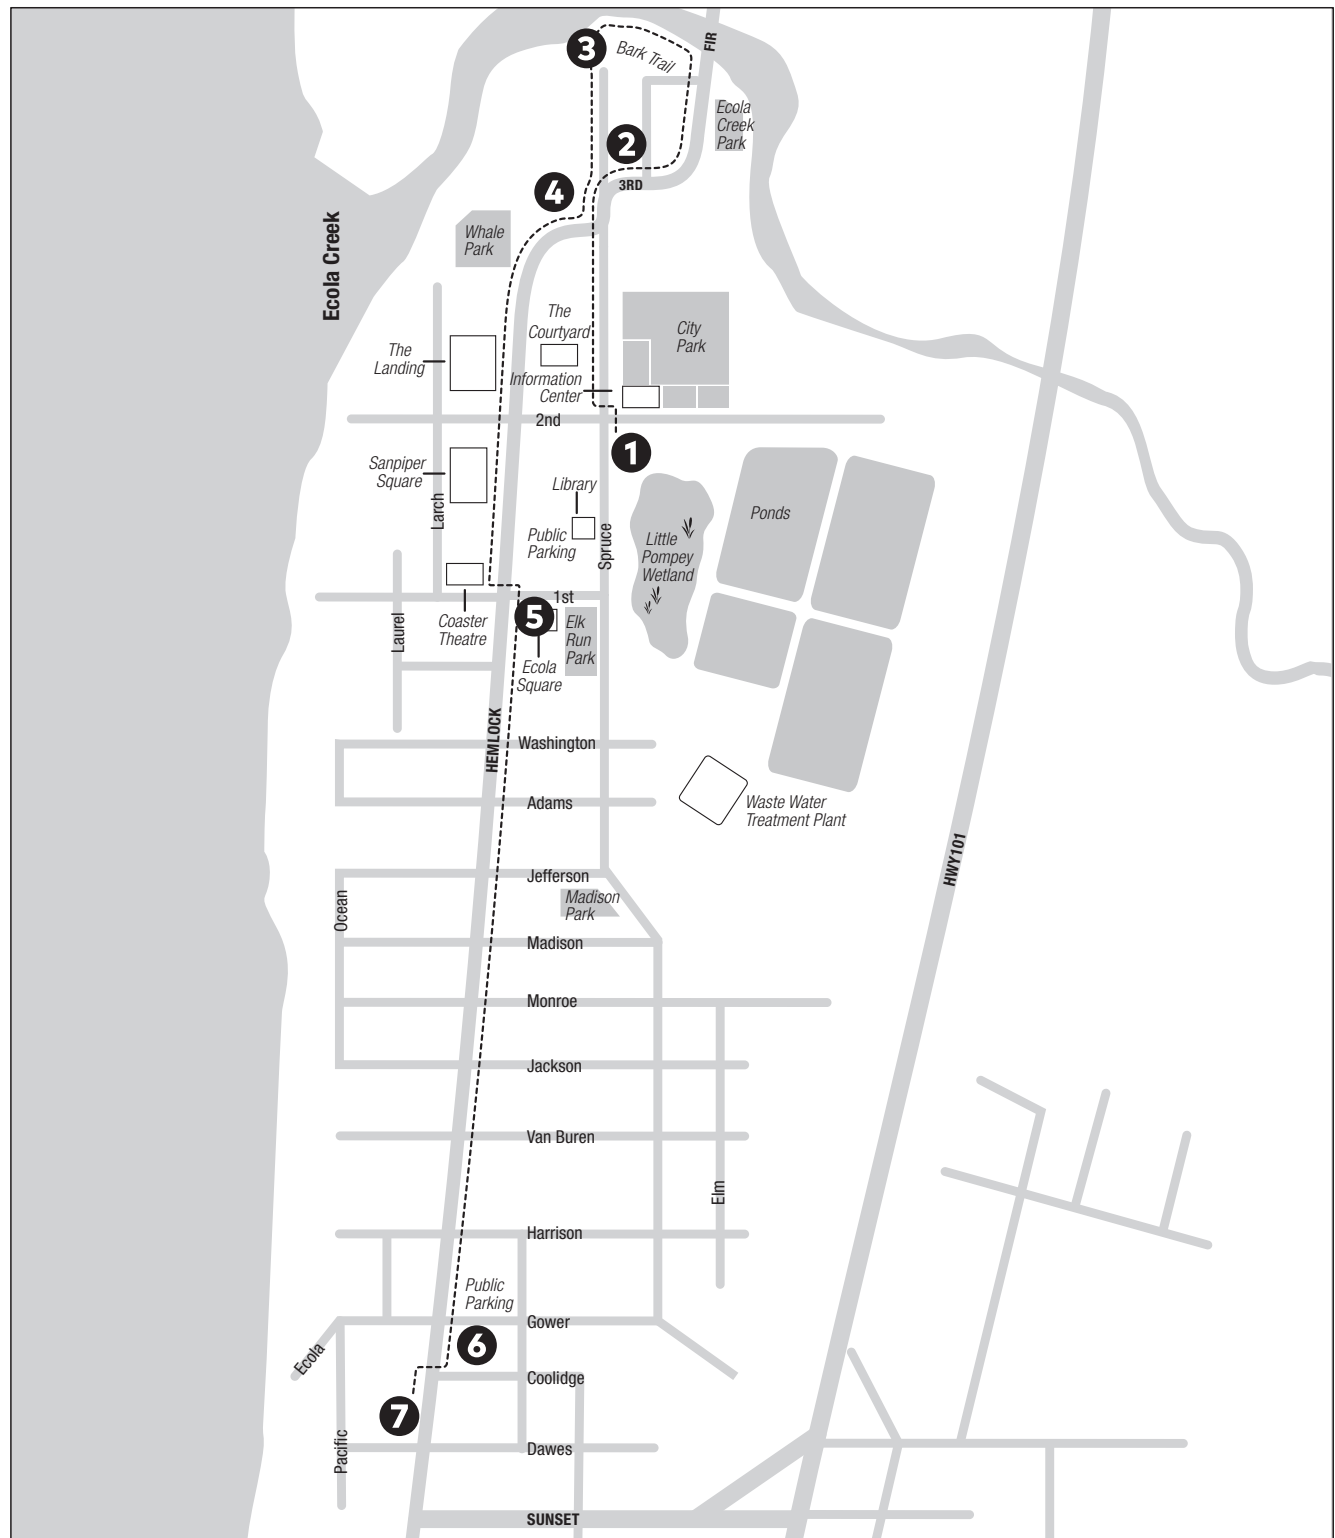 FIR
3
Bark Trail
Ecola
Creek
Park
2
3RD
4
Whale
Park
Ecola Creek
The
Courtyard
City
Park
The
Landing
Information
Center
2nd
1
Sanpiper
Square
Larch
Library
Public
Parking
Spruce
Little
Pompey
Wetland
Ponds
1st
5
Elk
Run
Park
Coaster
Theatre
Laurel
Ecola
Square
HEMLOCK
Washington
Adams
Waste Water
Treatment Plant
HWY101
Jefferson
Madison
Park
Ocean
Madison
Monroe
Jackson
Van Buren
Elm
Harrison
Public
Parking
Gower
6
Ecola
Coolidge
7
Pacific
Dawes
SUNSET